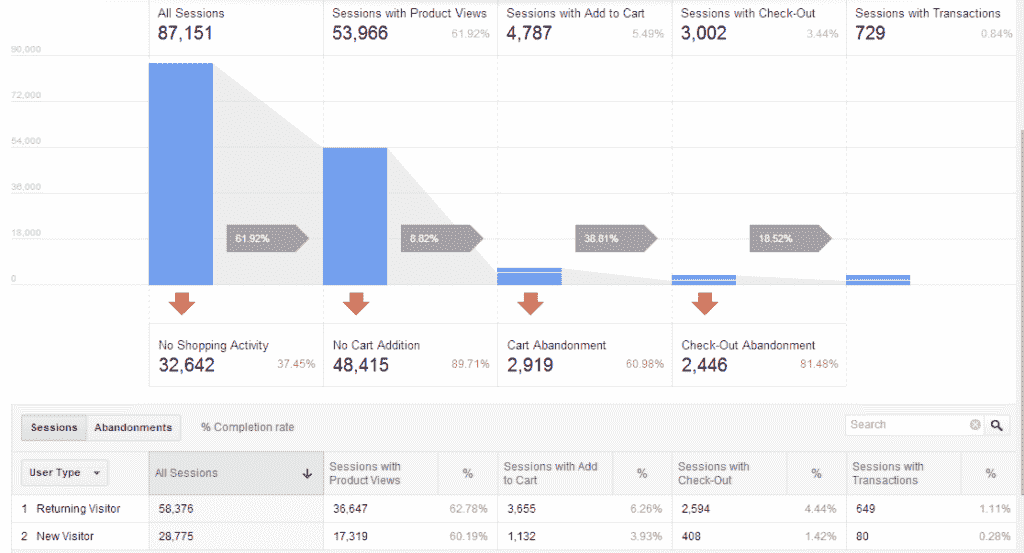 All Sessions
87,151
Sessions with Product Views
53,966 61.92%
Sessions with Add to Cart
4,787 5.49%
Sessions with Check-Out
3,002 3.44%
Sessions with Transactions
729 0.84%
90,000
72,000
54,000
36,000
18,000
0
61.92%
8.82%
38.81%
18.52%
No Shopping Activity
32,642 37.45%
No Cart Addition
48,415 89.71%
Cart Abandonment
2,919 60.98%
Check-Out Abandonment
2,446 81.48%
Sessions Abandonments % Completion rate Search
User Type All Sessions Sessions with Product Views % Sessions with Add to Cart % Sessions with Check-Out % Sessions with Transactions %
1 Returning Visitor 58,376 36,647 62.78% 3,655 6.26% 2,594 4.44% 649 1.11%
2 New Visitor 28,775 17,319 60.19% 1,132 3.93% 408 1.42% 80 0.28%